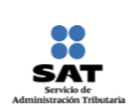 SAT
Servicio de
Administración Tributaria